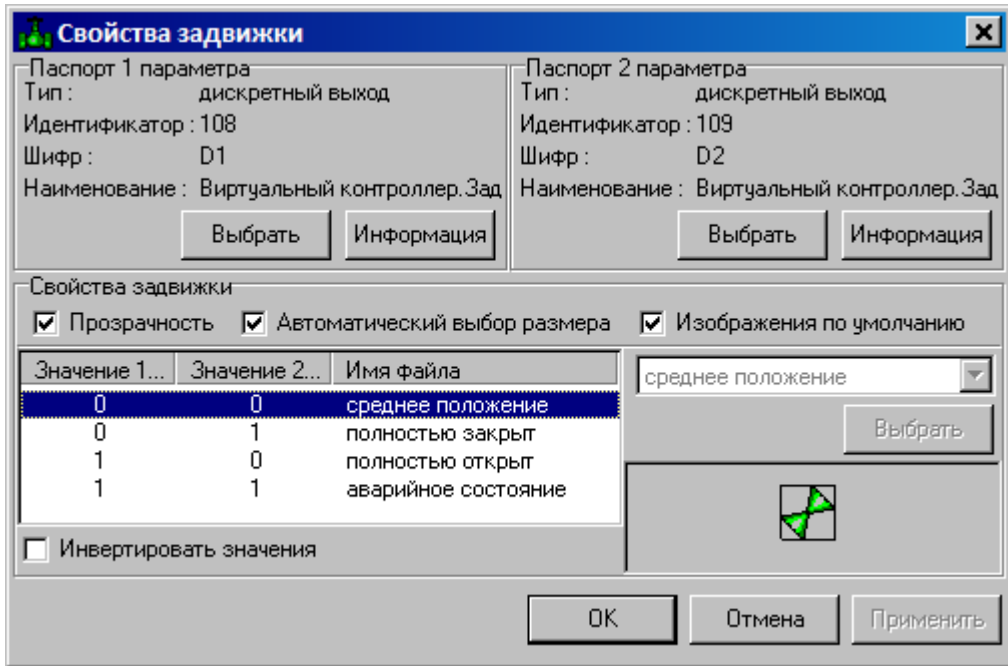 Свойства задвижки
Паспорт 1 параметра
Тип : дискретный выход
Идентификатор : 108
Шифр : D1
Наименование : Виртуальный контроллер.Зад
Выбрать Информация
Паспорт 2 параметра
Тип : дискретный выход
Идентификатор : 109
Шифр : D2
Наименование : Виртуальный контроллер.Зад
Выбрать Информация
Свойства задвижки
Прозрачность Автоматический выбор размера Изображения по умолчанию
Значение 1... Значение 2... Имя файла
0 0 среднее положение
0 1 полностью закрыт
1 0 полностью открыт
1 1 аварийное состояние
Инвертировать значения
среднее положение
Выбрать
OK Отмена Применить